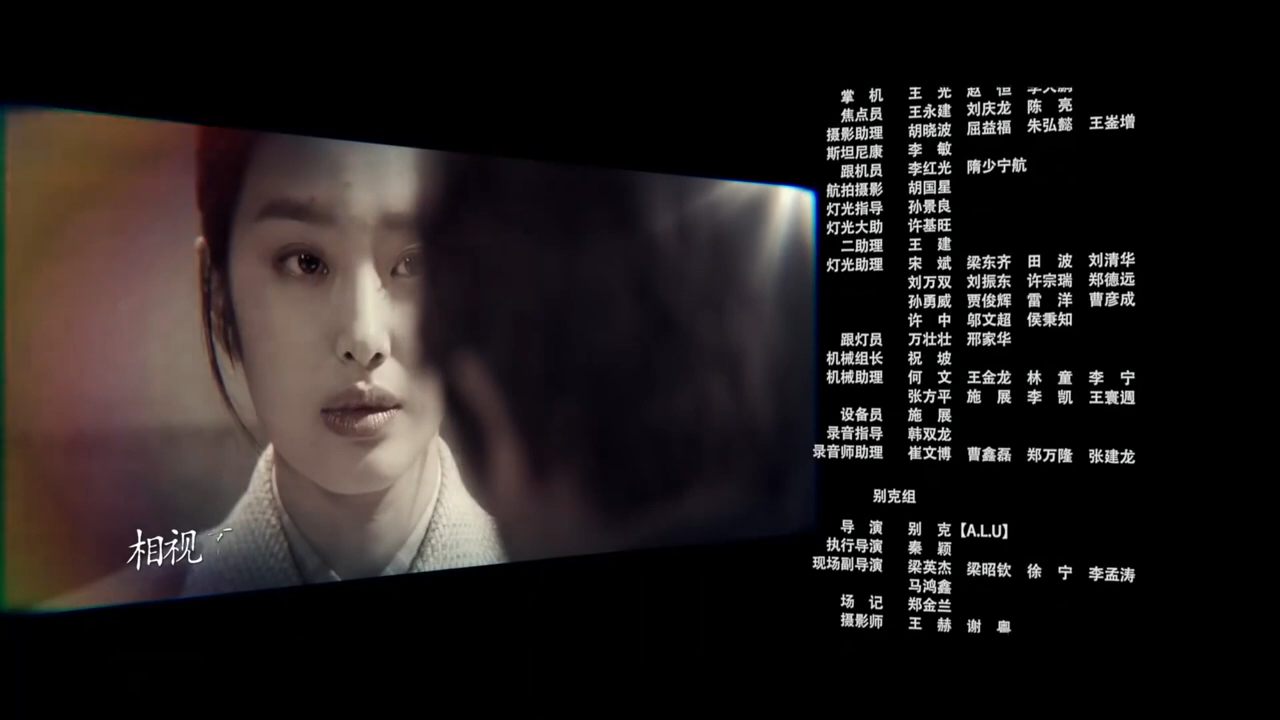 相视
掌 机 王 光 赵 恒
焦点员 王永建 刘庆龙 陈 亮
摄影助理 胡晓波 屈益福 朱弘懿 王崟增
斯坦尼康 李 敏
跟机员 李红光 隋少宁航
航拍摄影 胡国星
灯光指导 孙景良
灯光大助 许基旺
二助理 王 建
灯光助理 宋 斌 梁东齐 田 波 刘清华
刘万双 刘振东 许宗瑞 郑德远
孙勇威 贾俊辉 雷 洋 曹彦成
许 中 邬文超 侯秉知
跟灯员 万壮壮 邢家华
机械组长 祝 坡
机械助理 何 文 王金龙 林 童 李 宁
张方平 施 展 李 凯 王寰週
设备员 施 展
录音指导 韩双龙
录音师助理 崔文博 曹鑫磊 郑万隆 张建龙
别克组
导 演 别 克【A.L.U】
执行导演 秦 颖
现场副导演 梁英杰 梁昭钦 徐 宁 李孟涛
马鸿鑫
场 记 郑金兰
摄影师 王 赫 谢 粤